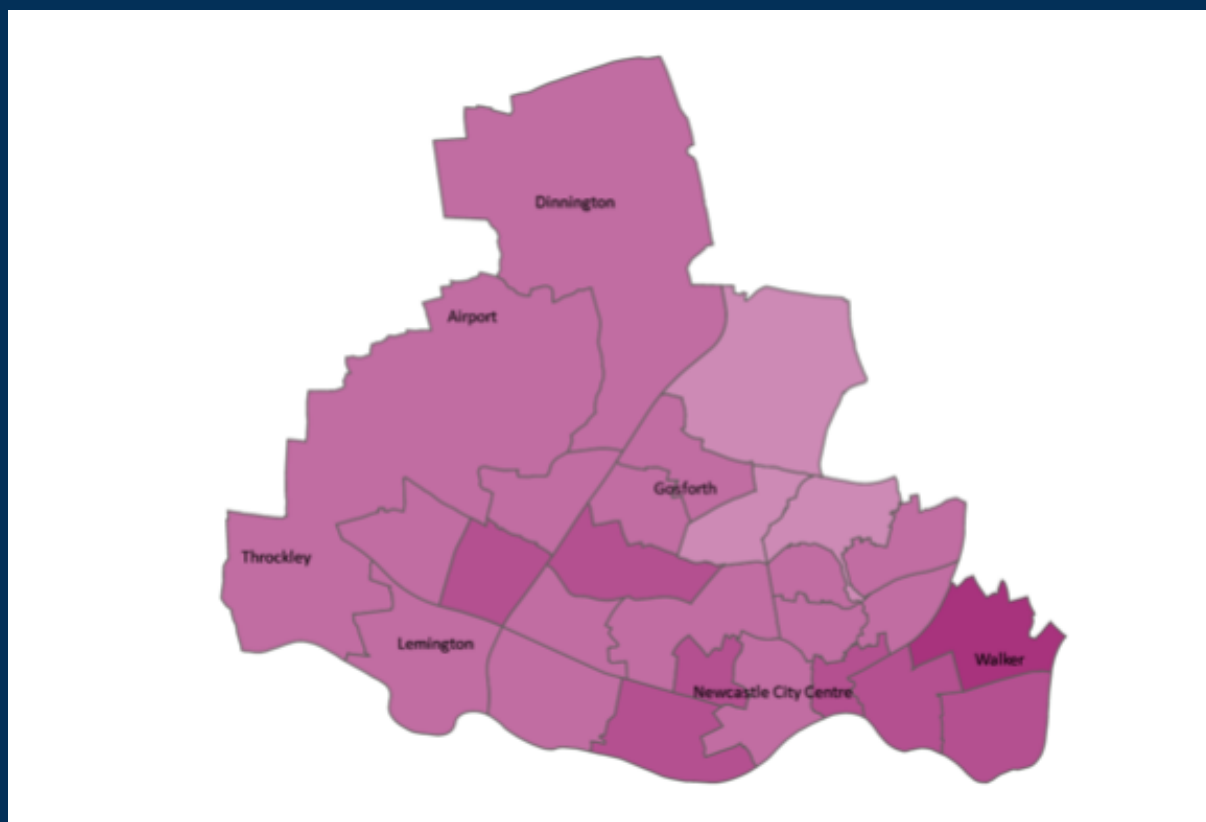 Dinnington
Airport
Gosforth
Throckley
Lemington
Walker
Newcastle City Centre